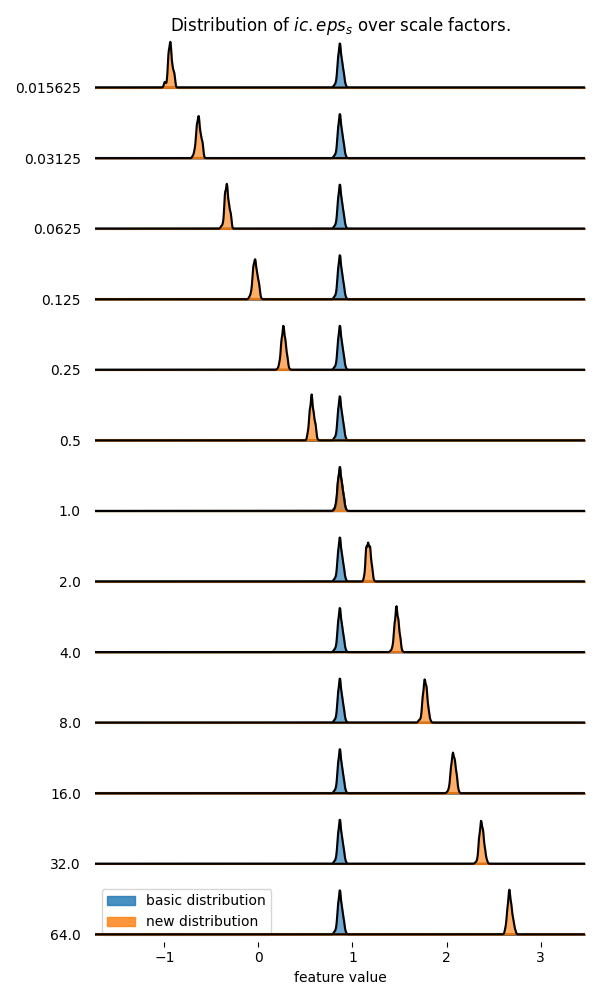 Distribution of ic.eps_s over scale factors.
0.015625
0.03125
0.0625
0.125
0.25
0.5
1.0
2.0
4.0
8.0
16.0
32.0
64.0
basic distribution
new distribution
−1 0 1 2 3
feature value